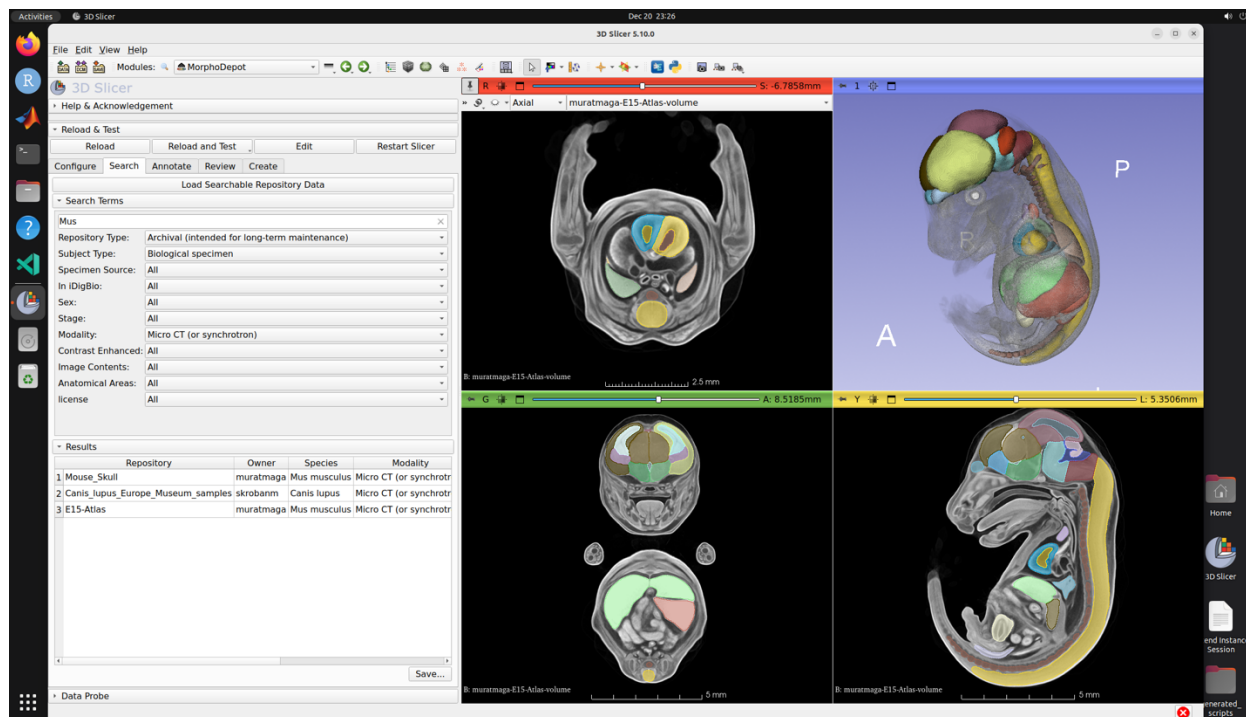 Activities 3D Slicer Dec 20 23:26
3D Slicer 5.10.0
File Edit View Help
Modules: MorphoDepot
3D Slicer
Help & Acknowledgement
Reload & Test
Reload Reload and Test Edit Restart Slicer
Configure Search Annotate Review Create
Load Searchable Repository Data
Search Terms
Mus
Repository Type: Archival (intended for long-term maintenance)
Subject Type: Biological specimen
Specimen Source: All
In iDigBio: All
Sex: All
Stage: All
Modality: Micro CT (or synchrotron)
Contrast Enhanced: All
Image Contents: All
Anatomical Areas: All
license All
Results
Repository Owner Species Modality
1 Mouse_Skull muratmaga Mus musculus Micro CT (or synchrotr
2 Canis_lupus_Europe_Museum_samples skrobanm Canis lupus Micro CT (or synchrotr
3 E15-Atlas muratmaga Mus musculus Micro CT (or synchrotr
Save...
Data Probe
R S: -6.7858mm
Axial muratmaga-E15-Atlas-volume
B: muratmaga-E15-Atlas-volume
2.5 mm
1
P
R
A
G A: 8.5185mm
B: muratmaga-E15-Atlas-volume
5 mm
Y L: 5.3506mm
B: muratmaga-E15-Atlas-volume
5 mm
Home
3D Slicer
end Instanc
Session
enerated_
scripts